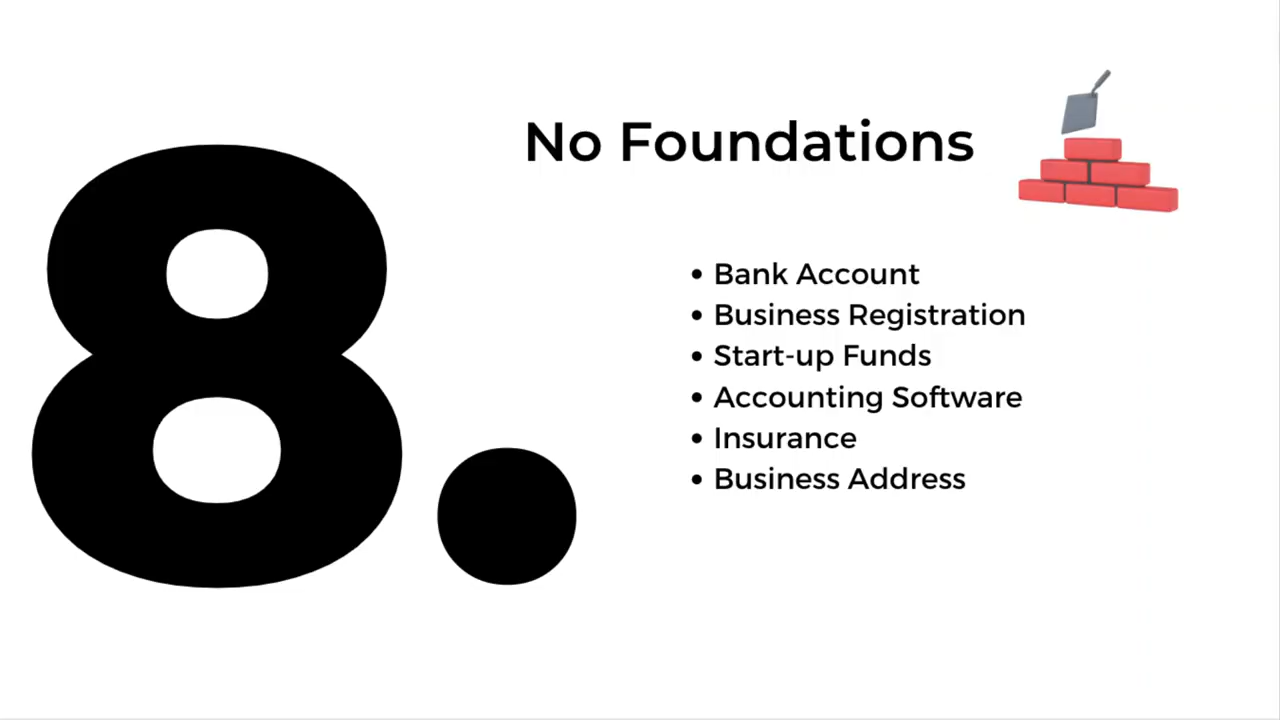 8.
No Foundations
• Bank Account
• Business Registration
• Start-up Funds
• Accounting Software
• Insurance
• Business Address